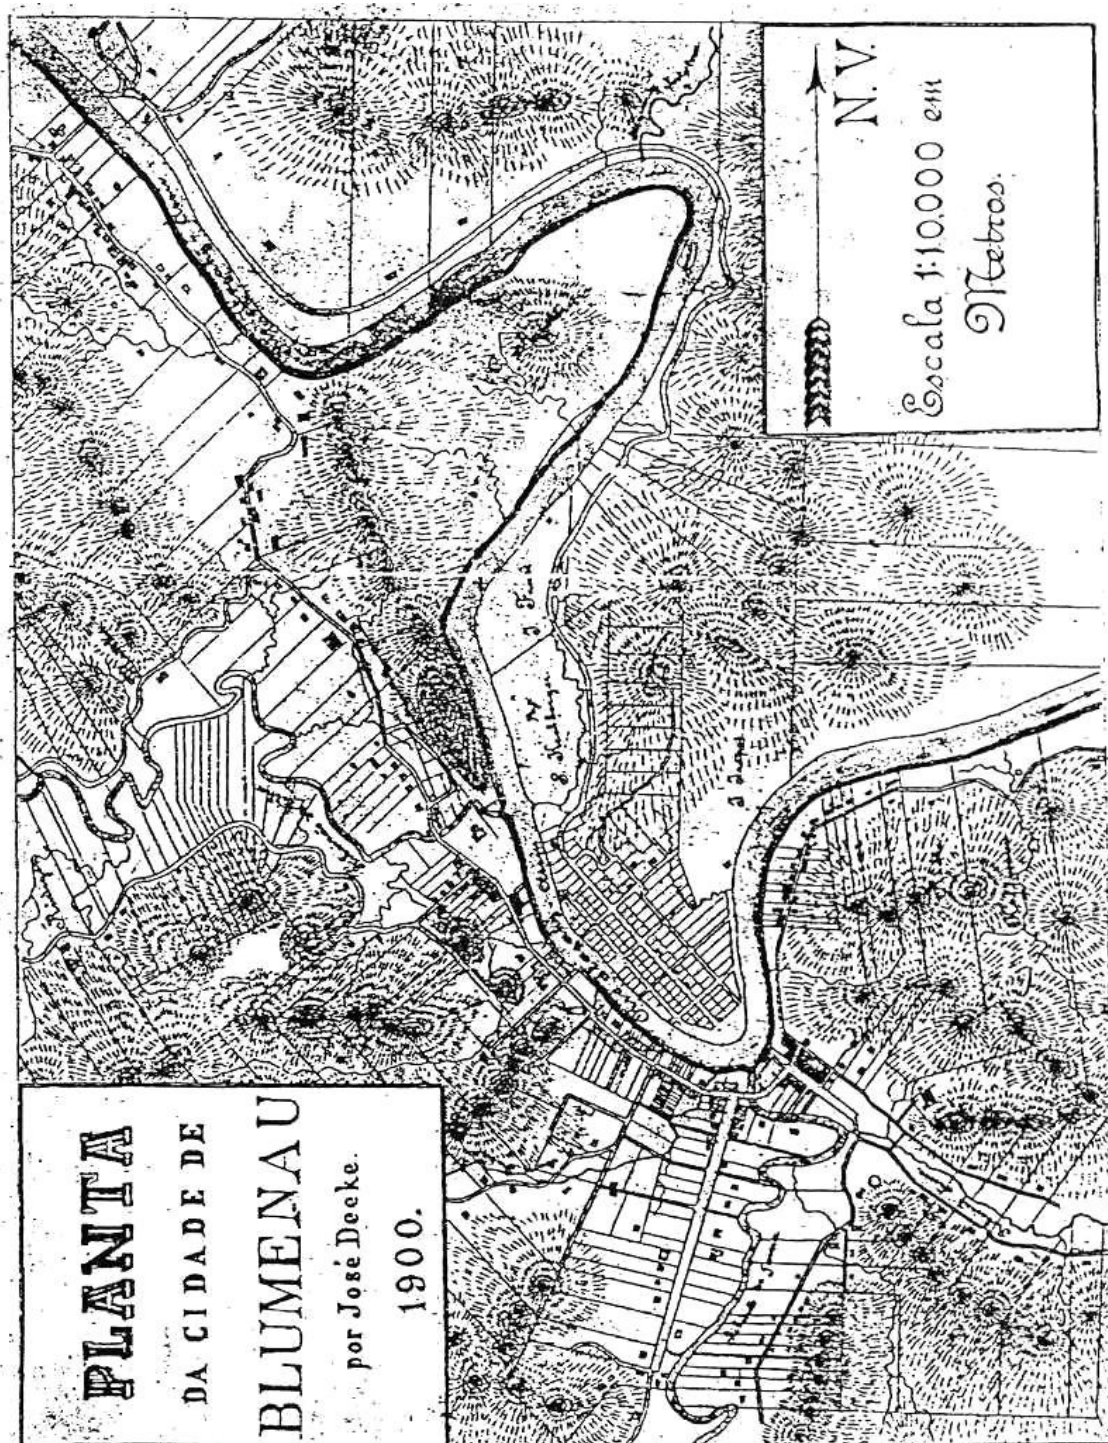 PLANTA
DA CIDADE DE
BLUMENAU
por José Deeke.
1900.
N.V.
Escala 1:10.000 em
Metros.